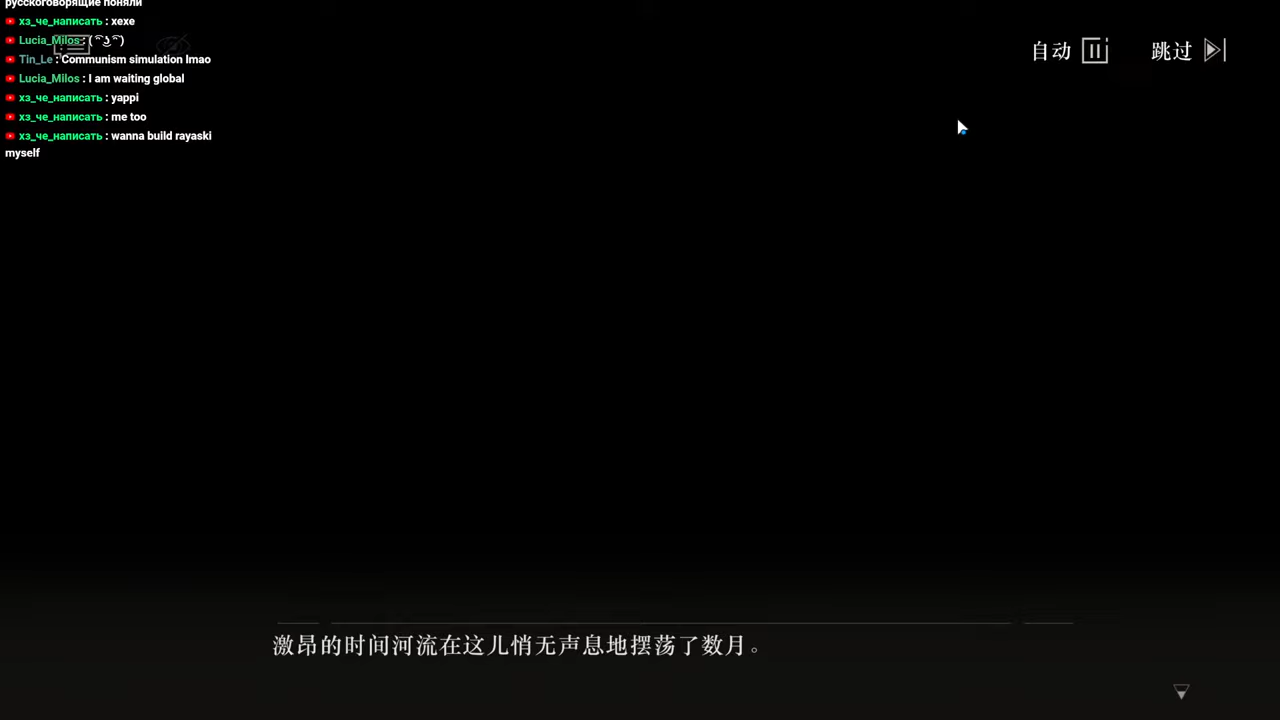 русскоговорящие поняли
хз_че_написать : xexe
Lucia_Milos : ( ͡° ͜ʖ ͡°)
Tin_Le : Communism simulation lmao
Lucia_Milos : I am waiting global
хз_че_написать : yappi
хз_че_написать : me too
хз_че_написать : wanna build rayaski
myself
自动
跳过
激昂的时间河流在这儿悄无声息地摆荡了数月。